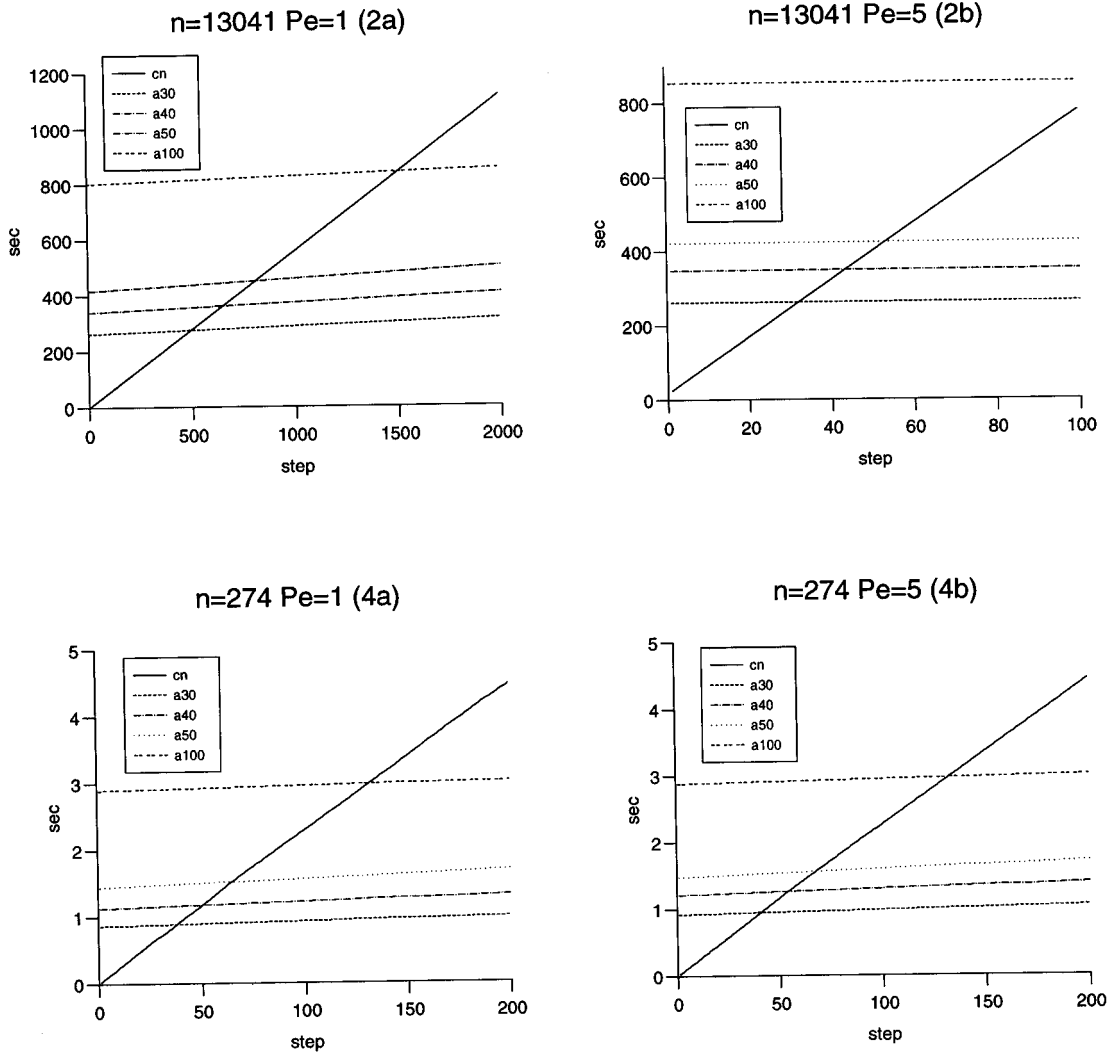 n=13041 Pe=1 (2a)
cn
a30
a40
a50
a100
1200
1000
800
600
400
200
0
sec
0 500 1000 1500 2000
step
n=13041 Pe=5 (2b)
cn
a30
a40
a50
a100
800
600
400
200
0
sec
0 20 40 60 80 100
step
n=274 Pe=1 (4a)
cn
a30
a40
a50
a100
5
4
3
2
1
0
sec
0 50 100 150 200
step
n=274 Pe=5 (4b)
cn
a30
a40
a50
a100
5
4
3
2
1
0
sec
0 50 100 150 200
step